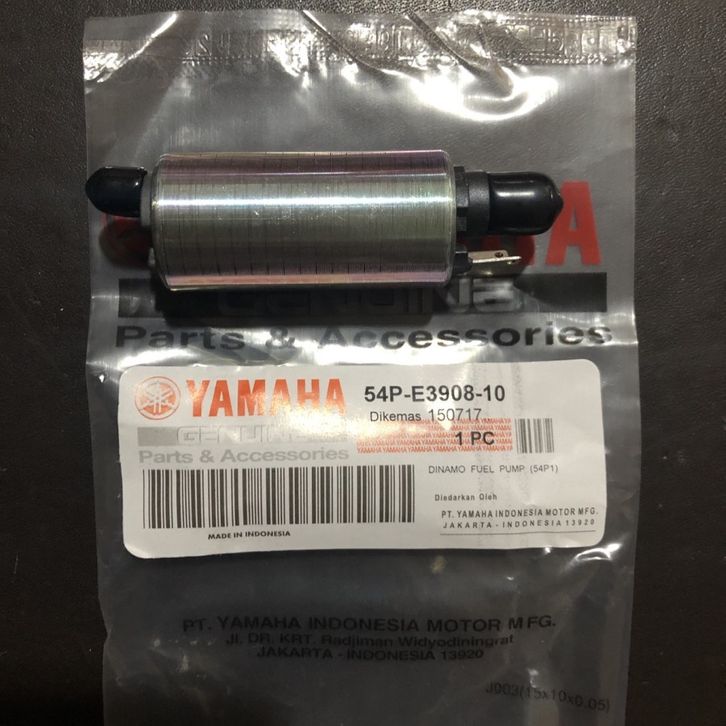 Parts & Accessories
YAMAHA
54P-E3908-10
Dikemas 150717
GENUINE
1 PC
Parts & Accessories
DINAMO FUEL PUMP (54P1)
Diedarkan Oleh
PT. YAMAHA INDONESIA MOTOR MFG.
JAKARTA - INDONESIA 13920
MADE IN INDONESIA
PT. YAMAHA INDONESIA MOTOR MFG.
Jl. DR. KRT. Radjiman Widyodiningrat
JAKARTA - INDONESIA 13920
J003(15x10x0.05)